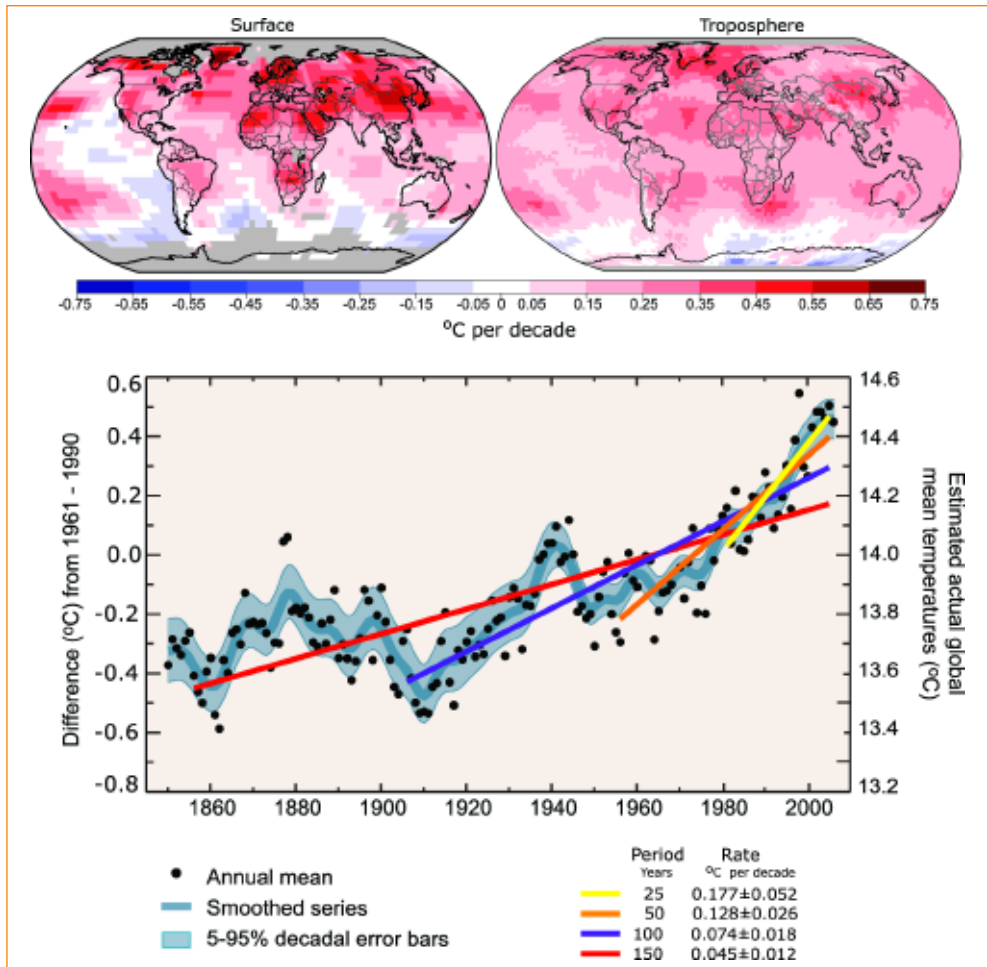 Surface
Troposphere
-0.75 -0.65 -0.55 -0.45 -0.35 -0.25 -0.15 -0.05 0 0.05 0.15 0.25 0.35 0.45 0.55 0.65 0.75
ºC per decade
Difference (ºC) from 1961 - 1990
0.6
0.4
0.2
0.0
-0.2
-0.4
-0.6
-0.8
14.6
14.4
14.2
14.0
13.8
13.6
13.4
13.2
Estimated actual global
mean temperatures (ºC)
1860 1880 1900 1920 1940 1960 1980 2000
Annual mean
Smoothed series
5-95% decadal error bars
Period Rate
Years ºC per decade
25 0.177±0.052
50 0.128±0.026
100 0.074±0.018
150 0.045±0.012